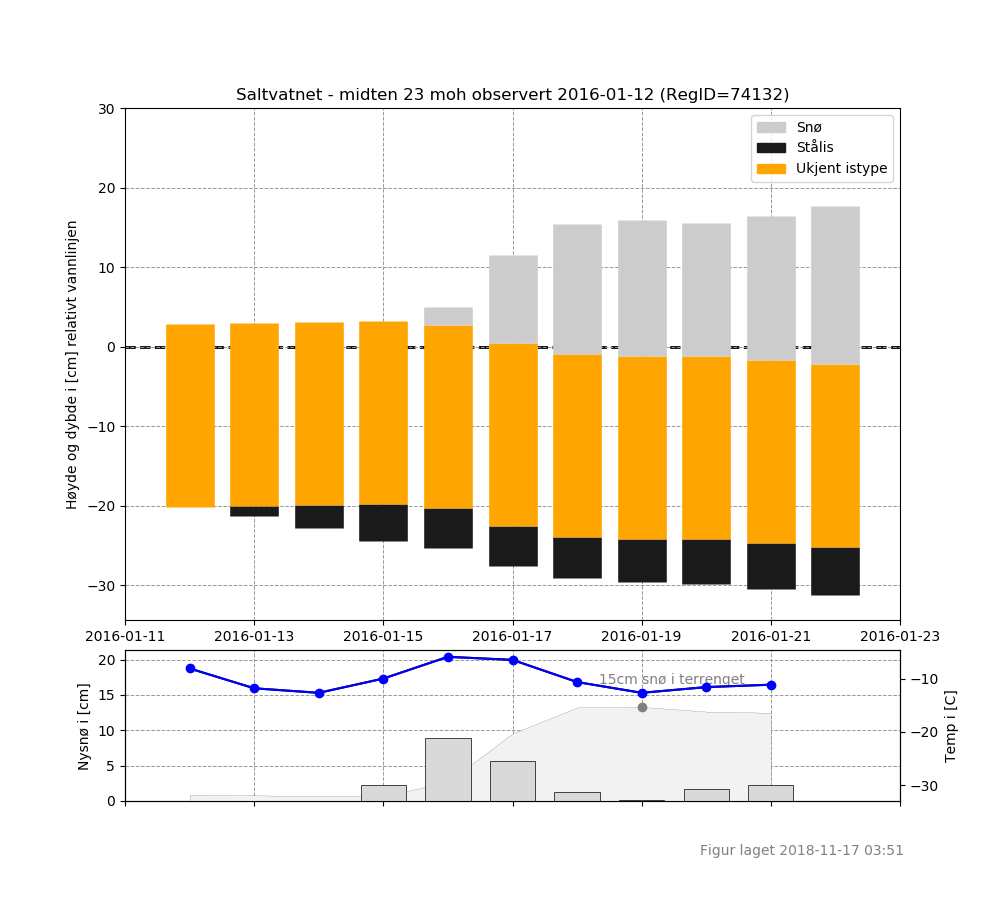 Saltvatnet - midten 23 moh observert 2016-01-12 (RegID=74132)
Høyde og dybde i [cm] relativt vannlinjen
30
20
10
0
−10
−20
−30
Snø
Stålis
Ukjent istype
2016-01-11 2016-01-13 2016-01-15 2016-01-17 2016-01-19 2016-01-21 2016-01-23
Nysnø i [cm]
20
15
10
5
0
15cm snø i terrenget
−10
−20
−30
Temp i [C]
Figur laget 2018-11-17 03:51